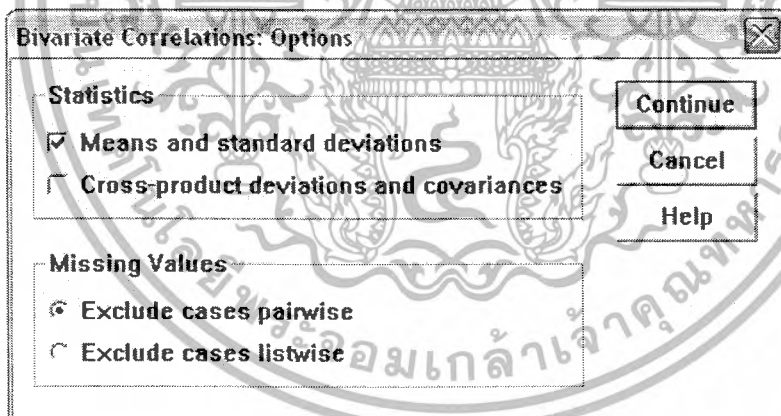 Bivariate Correlations: Options
Statistics
Means and standard deviations
Cross-product deviations and covariances
Continue
Cancel
Help
Missing Values
Exclude cases pairwise
Exclude cases listwise